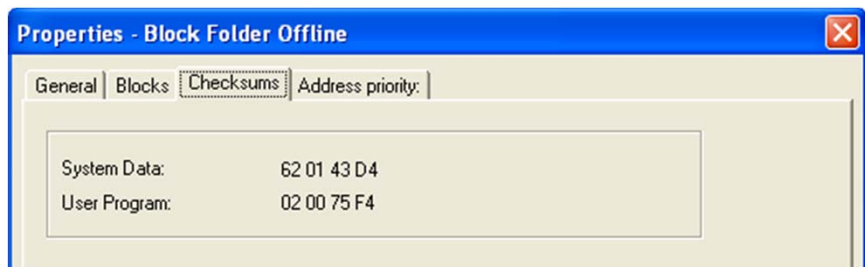 Properties - Block Folder Offline
General Blocks Checksums Address priority:
System Data: 62 01 43 D4
User Program: 02 00 75 F4